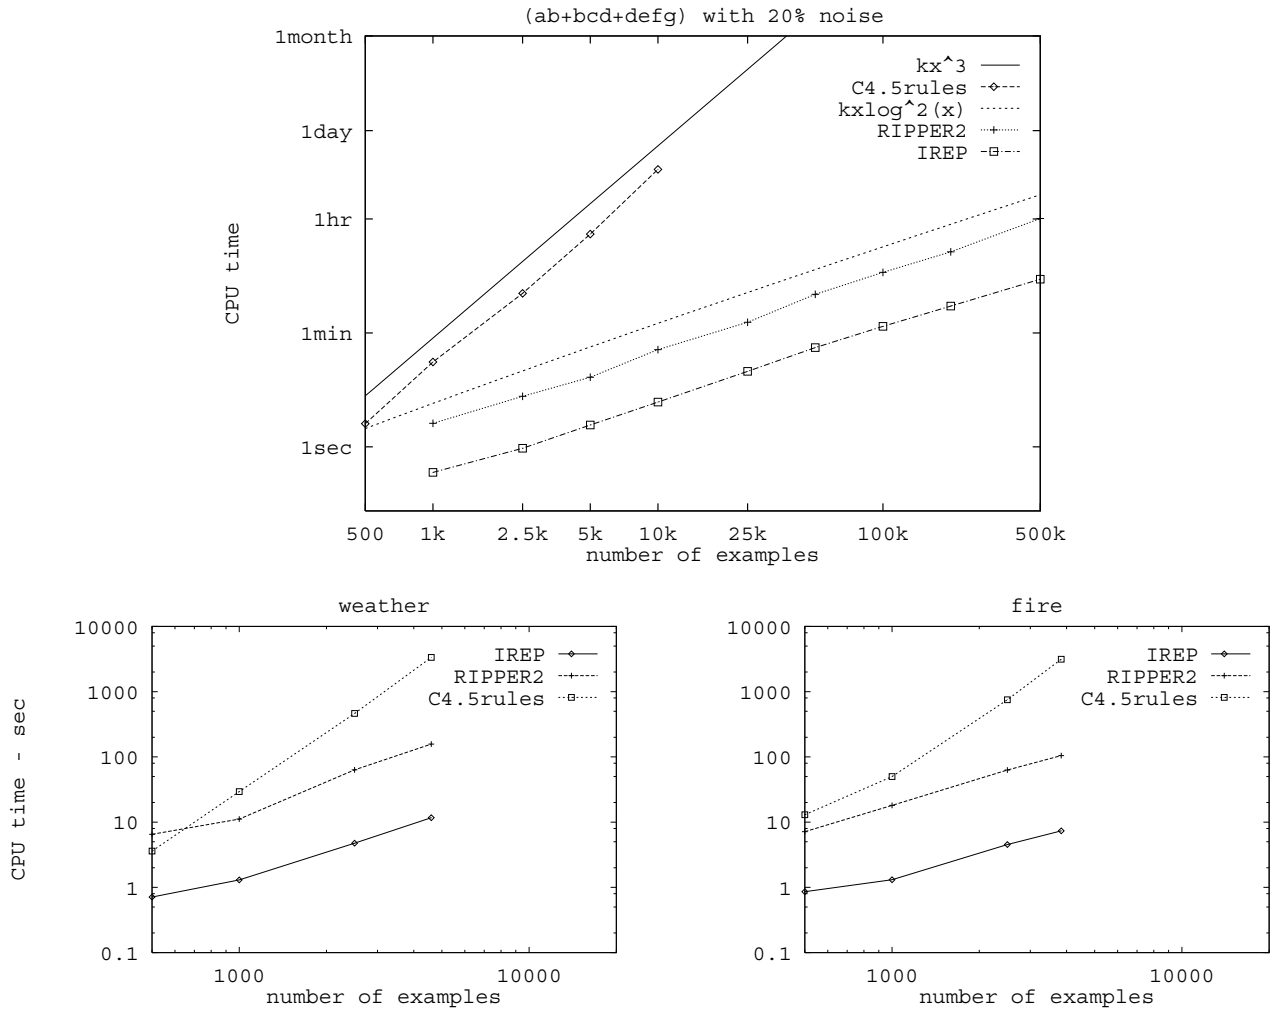 (ab+bcd+defg) with 20% noise
1month
1day
1hr
1min
1sec
CPU time
kx^3
C4.5rules
kxlog^2(x)
RIPPER2
IREP
500 1k 2.5k 5k 10k 25k 100k 500k
number of examples
weather
10000
1000
100
10
1
0.1
CPU time - sec
IREP
RIPPER2
C4.5rules
1000 10000
number of examples
fire
10000
1000
100
10
1
0.1
IREP
RIPPER2
C4.5rules
1000 10000
number of examples